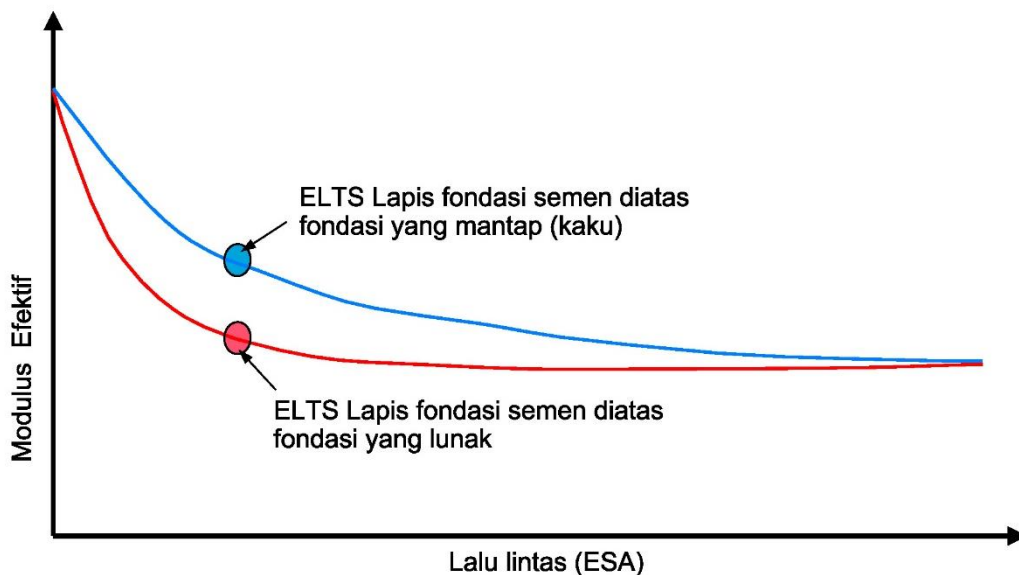 ELTS Lapis fondasi semen diatas
fondasi yang mantap (kaku)
ELTS Lapis fondasi semen diatas
fondasi yang lunak
Modulus Efektif
Lalu lintas (ESA)